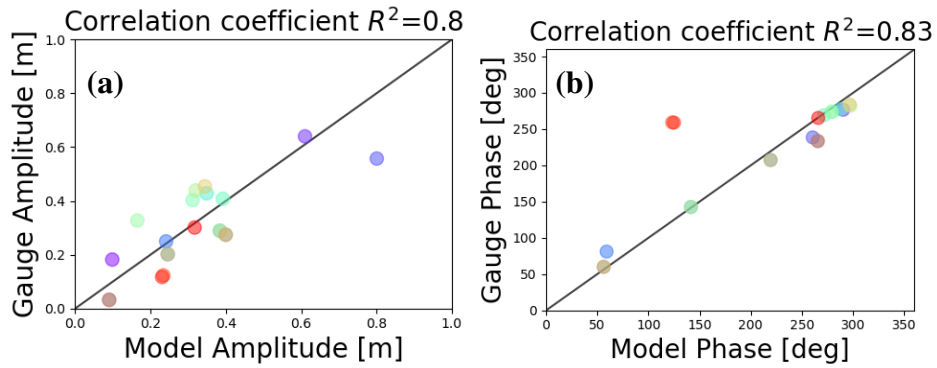 Correlation coefficient R²=0.8
(a)
Gauge Amplitude [m]
1.0
0.8
0.6
0.4
0.2
0.0
0.0 0.2 0.4 0.6 0.8 1.0
Model Amplitude [m]
Correlation coefficient R²=0.83
(b)
Gauge Phase [deg]
350
300
250
200
150
100
50
0
0 50 100 150 200 250 300 350
Model Phase [deg]